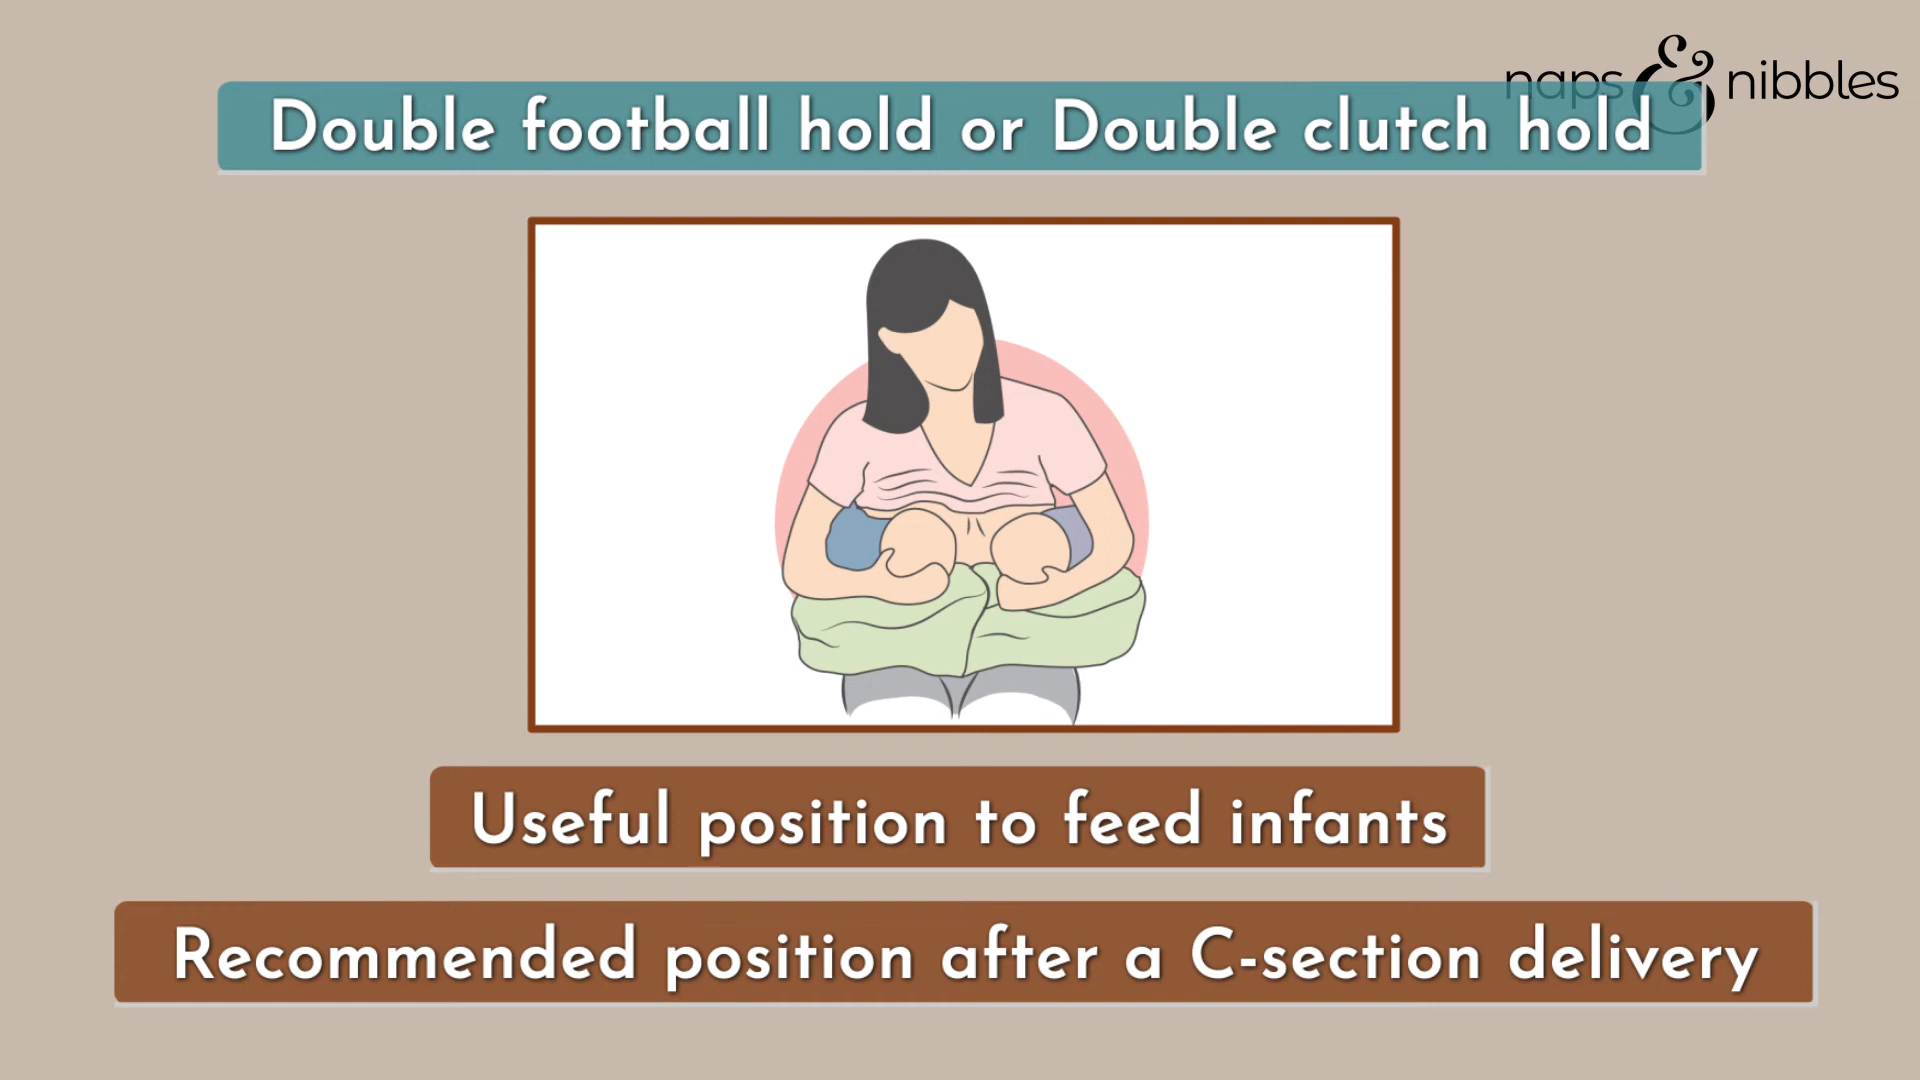 naps & nibbles
Double football hold or Double clutch hold
Useful position to feed infants
Recommended position after a C-section delivery